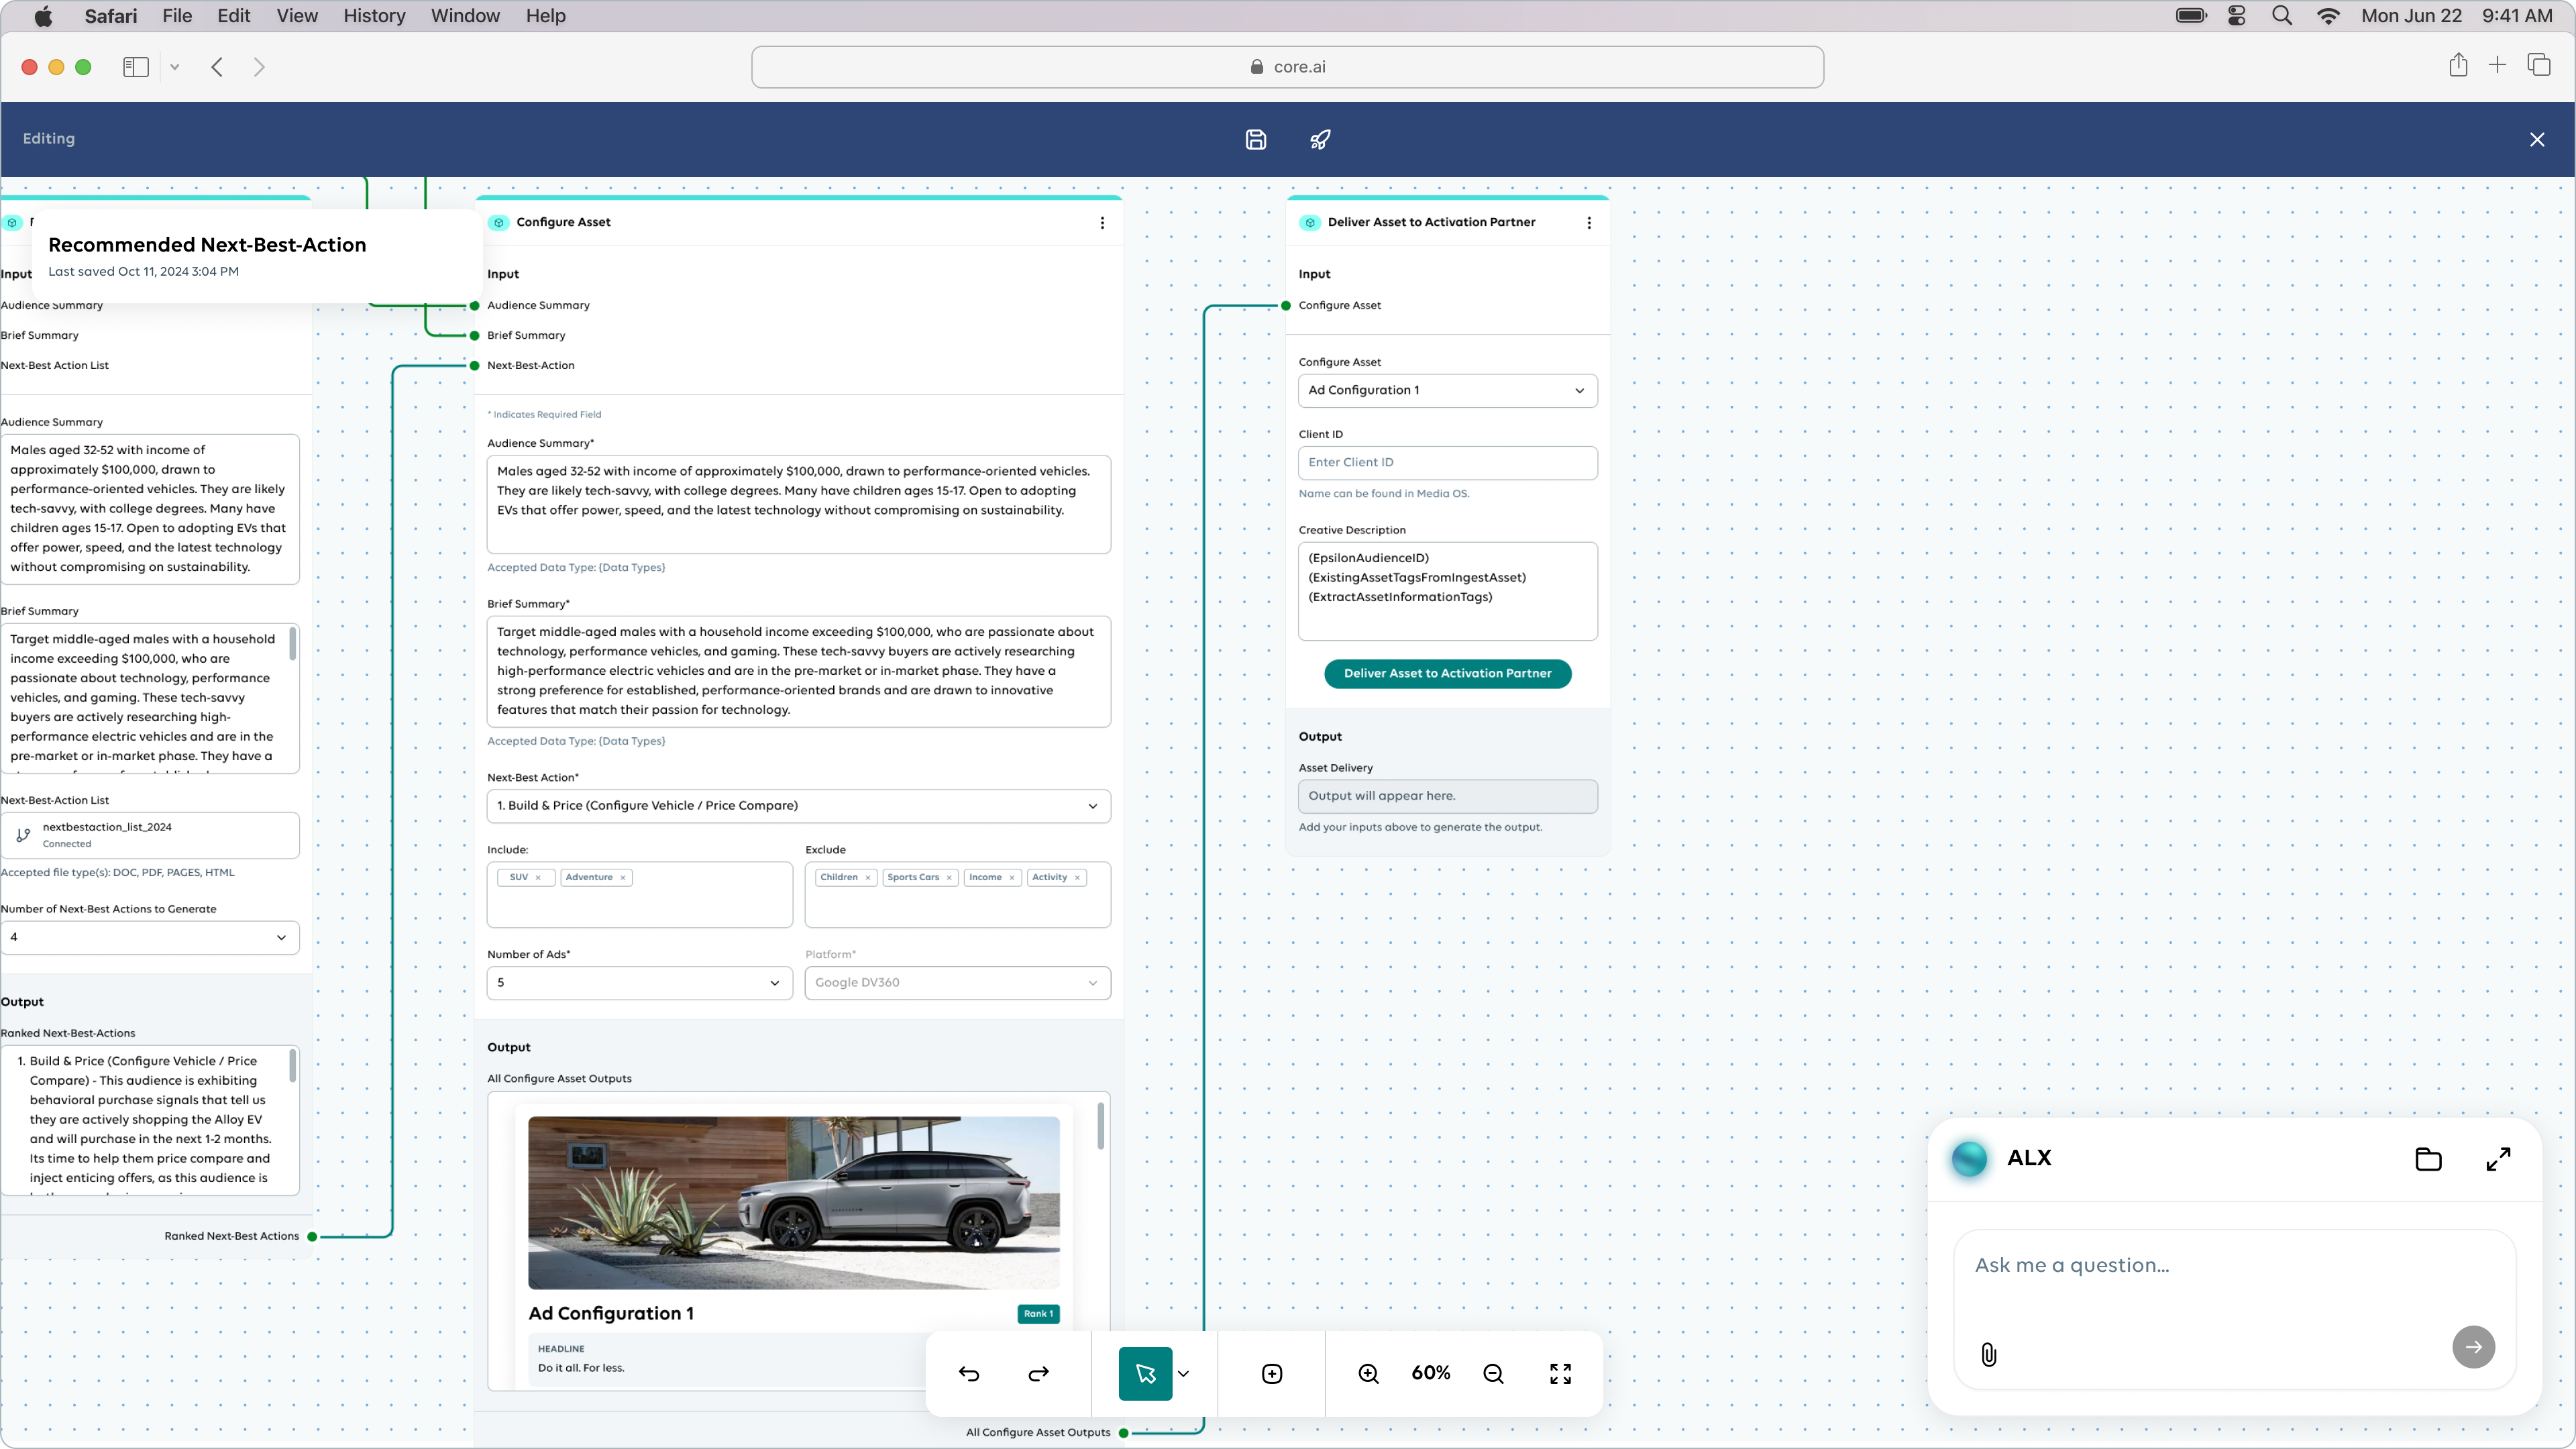 Safari File Edit View History Window Help
Mon Jun 22 9:41 AM
core.ai
Editing
Recommended Next-Best-Action
Last saved Oct 11, 2024 3:04 PM
Input
Audience Summary
Brief Summary
Next-Best Action List
Audience Summary
Males aged 32-52 with income of
approximately $100,000, drawn to
performance-oriented vehicles. They are likely
tech-savvy, with college degrees. Many have
children ages 15-17. Open to adopting EVs that
offer power, speed, and the latest technology
without compromising on sustainability.
Brief Summary
Target middle-aged males with a household
income exceeding $100,000, who are
passionate about technology, performance
vehicles, and gaming. These tech-savvy
buyers are actively researching high-
performance electric vehicles and are in the
pre-market or in-market phase. They have a
Next-Best-Action List
nextbestaction_list_2024
Connected
Accepted file type(s): DOC, PDF, PAGES, HTML
Number of Next-Best Actions to Generate
4
Output
Ranked Next-Best-Actions
1. Build & Price (Configure Vehicle / Price
Compare) - This audience is exhibiting
behavioral purchase signals that tell us
they are actively shopping the Alloy EV
and will purchase in the next 1-2 months.
Its time to help them price compare and
inject enticing offers, as this audience is
Ranked Next-Best Actions
Configure Asset
Input
Audience Summary
Brief Summary
Next-Best-Action
* Indicates Required Field
Audience Summary*
Males aged 32-52 with income of approximately $100,000, drawn to performance-oriented vehicles.
They are likely tech-savvy, with college degrees. Many have children ages 15-17. Open to adopting
EVs that offer power, speed, and the latest technology without compromising on sustainability.
Accepted Data Type: {Data Types}
Brief Summary*
Target middle-aged males with a household income exceeding $100,000, who are passionate about
technology, performance vehicles, and gaming. These tech-savvy buyers are actively researching
high-performance electric vehicles and are in the pre-market or in-market phase. They have a
strong preference for established, performance-oriented brands and are drawn to innovative
features that match their passion for technology.
Accepted Data Type: {Data Types}
Next-Best Action*
1. Build & Price (Configure Vehicle / Price Compare)
Include:
SUV × Adventure ×
Exclude
Children × Sports Cars × Income × Activity ×
Number of Ads*
5
Platform*
Google DV360
Output
All Configure Asset Outputs
Ad Configuration 1
Rank 1
HEADLINE
Do it all. For less.
All Configure Asset Outputs
Deliver Asset to Activation Partner
Input
Configure Asset
Configure Asset
Ad Configuration 1
Client ID
Enter Client ID
Name can be found in Media OS.
Creative Description
(EpsilonAudienceID)
(ExistingAssetTagsFromIngestAsset)
(ExtractAssetInformationTags)
Deliver Asset to Activation Partner
Output
Asset Delivery
Output will appear here.
Add your inputs above to generate the output.
60%
ALX
Ask me a question...